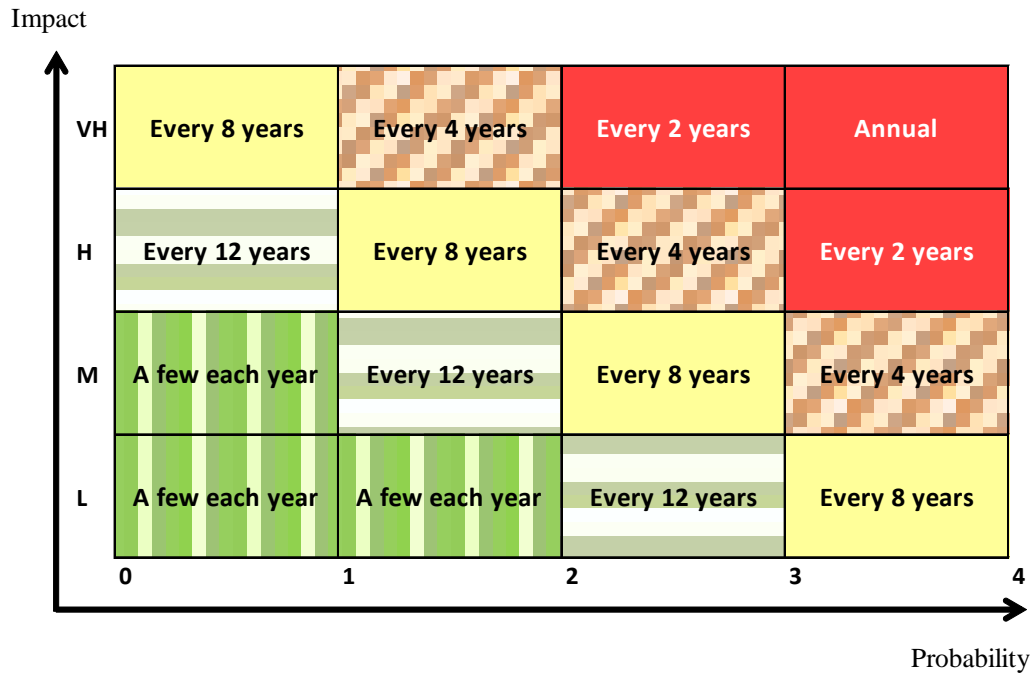 Impact
VH
Every 8 years
Every 4 years
Every 2 years
Annual
H
Every 12 years
Every 8 years
Every 4 years
Every 2 years
M
A few each year
Every 12 years
Every 8 years
Every 4 years
L
A few each year
A few each year
Every 12 years
Every 8 years
0
1
2
3
4
Probability